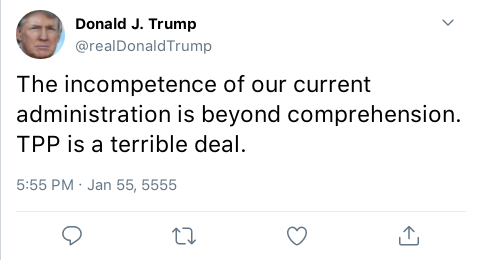 Donald J. Trump
@realDonaldTrump
The incompetence of our current
administration is beyond comprehension.
TPP is a terrible deal.
5:55 PM · Jan 55, 5555